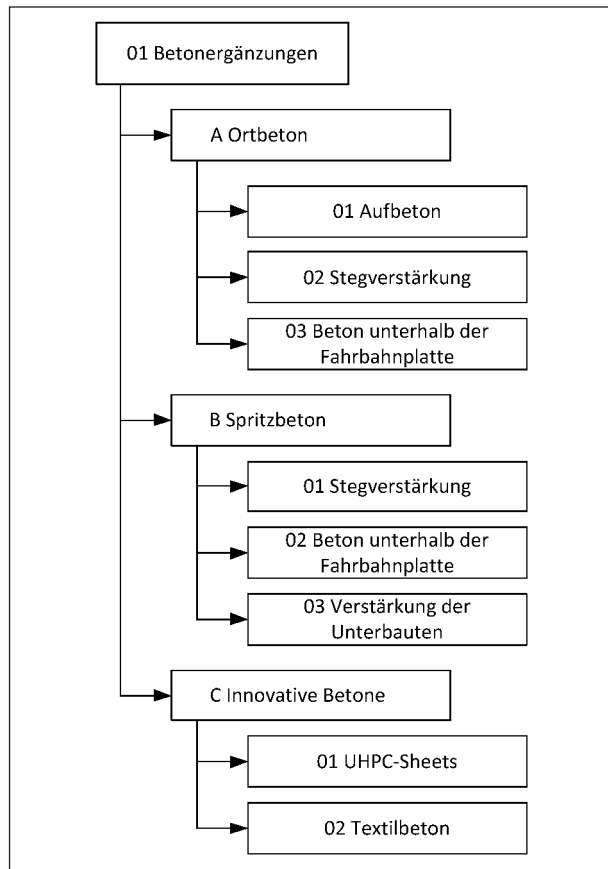 01 Betonergänzungen
A Ortbeton
01 Aufbeton
02 Stegverstärkung
03 Beton unterhalb der
Fahrbahnplatte
B Spritzbeton
01 Stegverstärkung
02 Beton unterhalb der
Fahrbahnplatte
03 Verstärkung der
Unterbauten
C Innovative Betone
01 UHPC-Sheets
02 Textilbeton